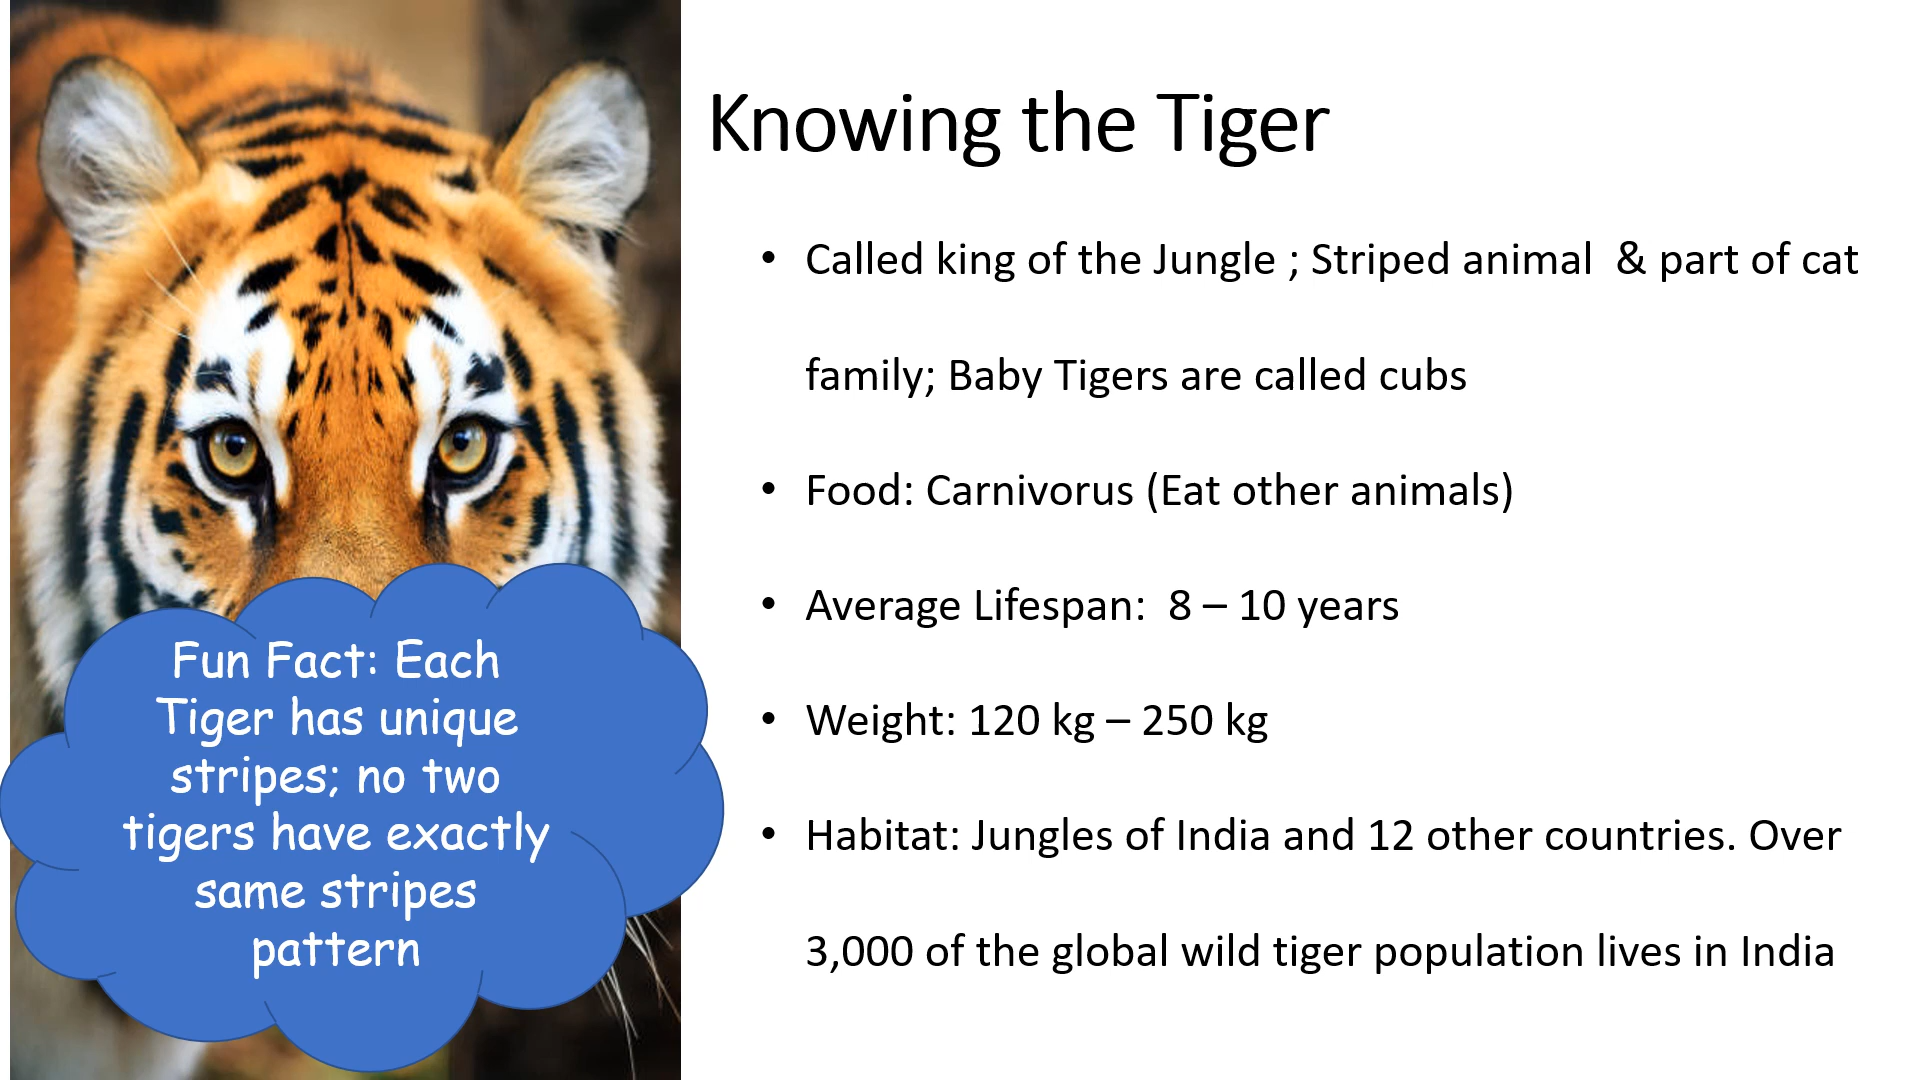 Knowing the Tiger
• Called king of the Jungle ; Striped animal  & part of cat
family; Baby Tigers are called cubs
• Food: Carnivorus (Eat other animals)
• Average Lifespan:  8 – 10 years
• Weight: 120 kg – 250 kg
• Habitat: Jungles of India and 12 other countries. Over
3,000 of the global wild tiger population lives in India
Fun Fact: Each
Tiger has unique
stripes; no two
tigers have exactly
same stripes
pattern